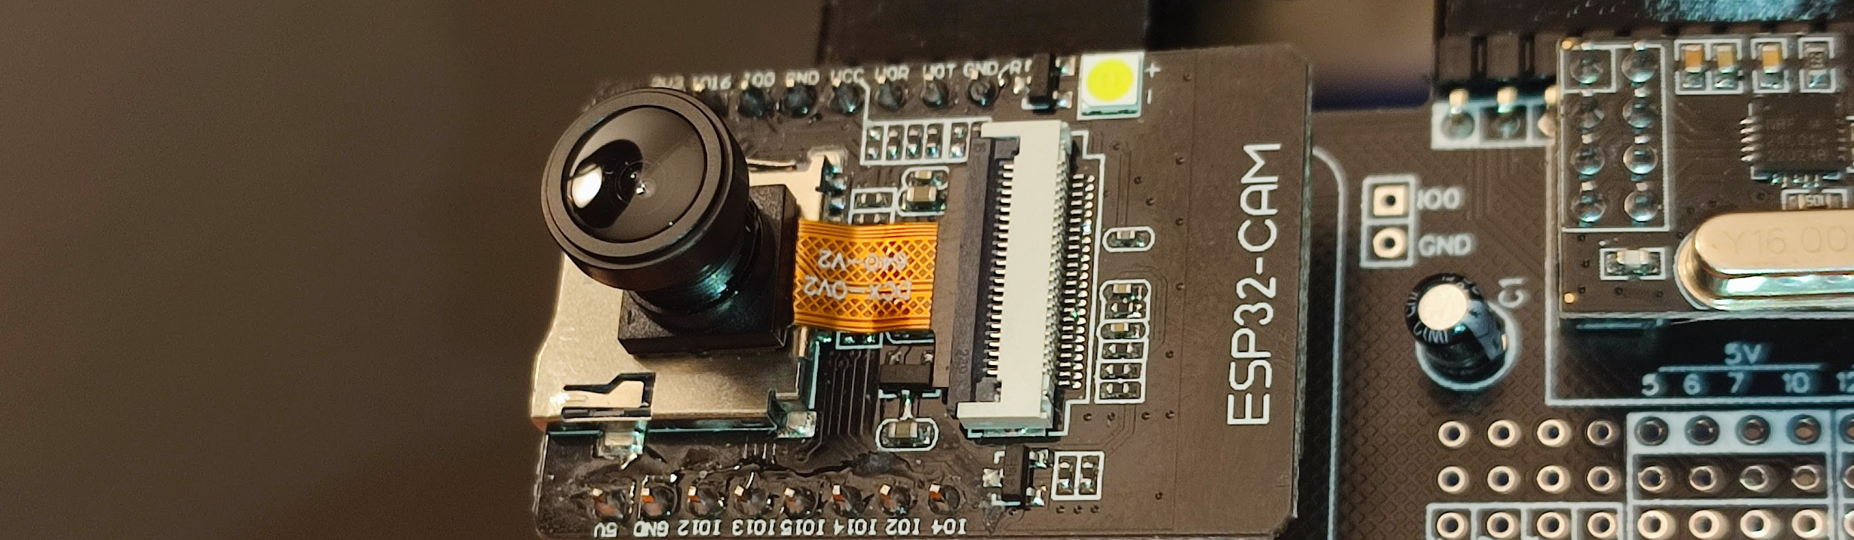 3V3 IO16 IO0 GND VCC UOR UOT GND/R1
+
-
ESP32-CAM
DCX-OV2
640-V2
5V GND IO12 IO13 IO15 IO14 IO2 IO4
IO0
GND
C1
Y16.00
5V
5 6 7 10 12